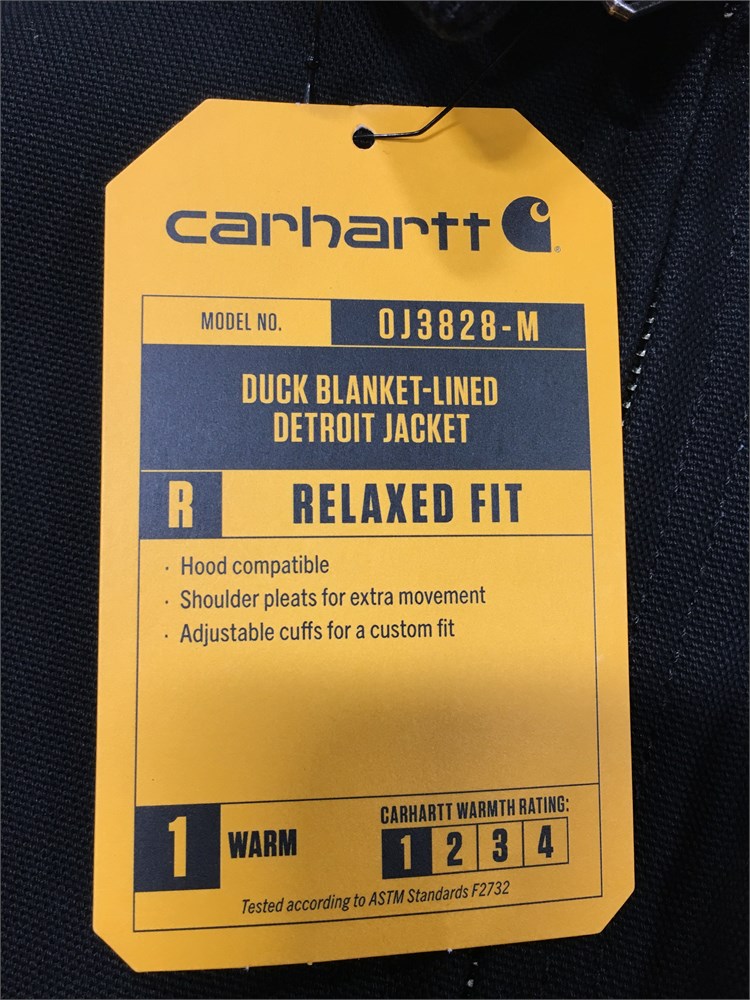 carhartt
MODEL NO. OJ3828-M
DUCK BLANKET-LINED
DETROIT JACKET
R RELAXED FIT
· Hood compatible
· Shoulder pleats for extra movement
· Adjustable cuffs for a custom fit
1 WARM
CARHARTT WARMTH RATING:
1 2 3 4
Tested according to ASTM Standards F2732